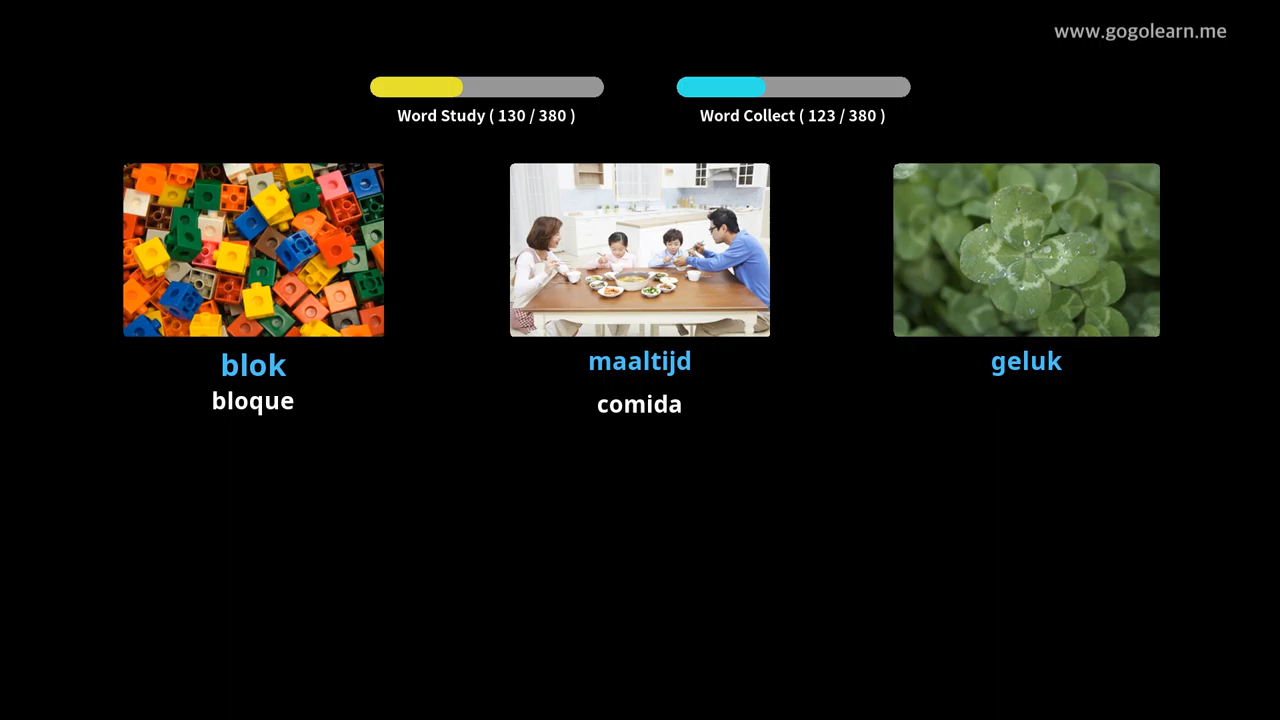 www.gogolearn.me
Word Study ( 130 / 380 )
Word Collect ( 123 / 380 )
blok
bloque
maaltijd
comida
geluk